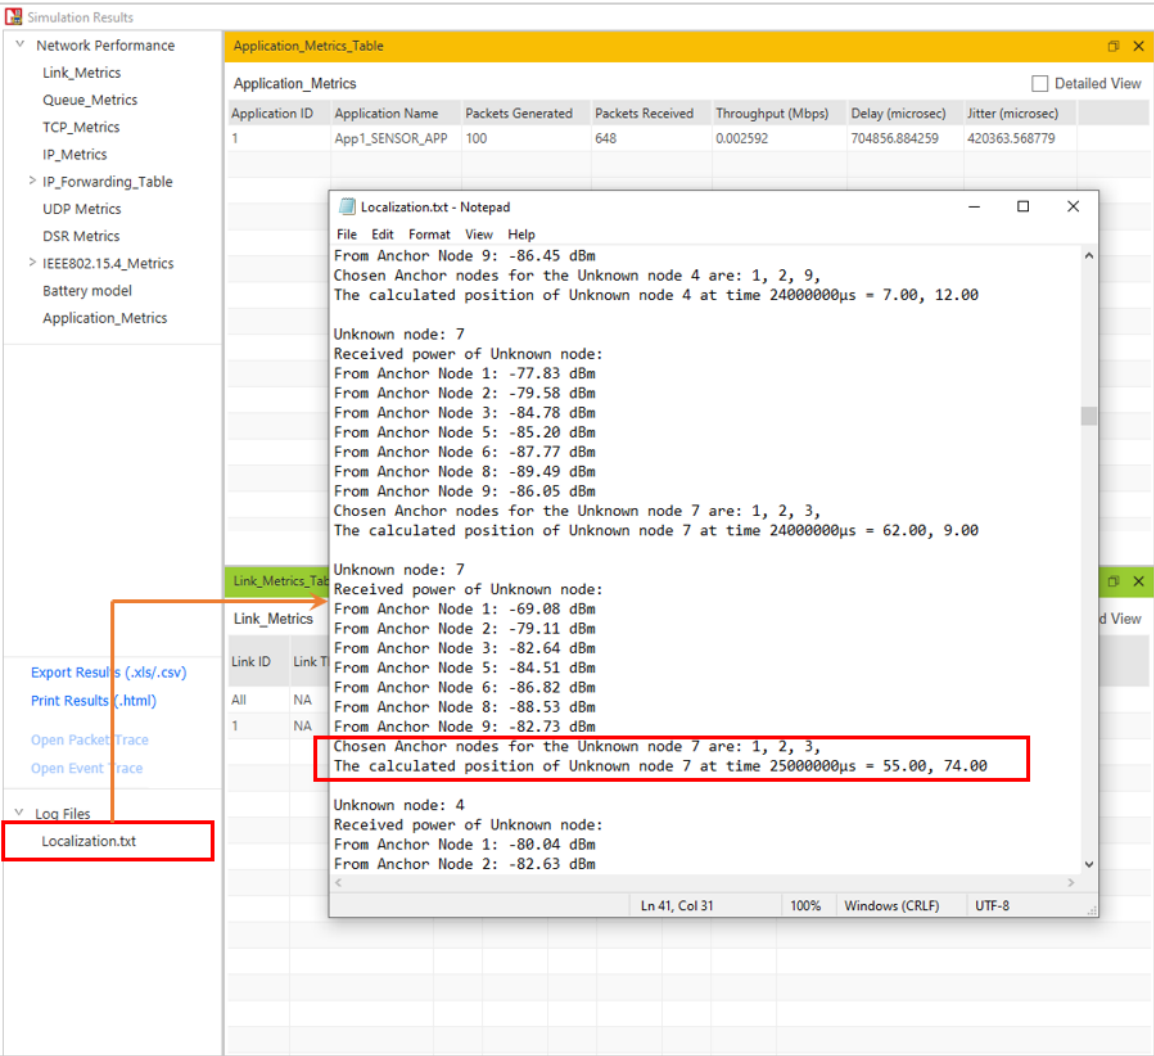 Simulation Results
Network Performance
Link_Metrics
Queue_Metrics
TCP_Metrics
IP_Metrics
IP_Forwarding_Table
UDP Metrics
DSR Metrics
IEEE802.15.4_Metrics
Battery model
Application_Metrics
Export Results (.xls/.csv)
Print Results (.html)
Open Packet Trace
Open Event Trace
Log Files
Localization.txt
Application_Metrics_Table
Application_Metrics Detailed View
Application ID Application Name Packets Generated Packets Received Throughput (Mbps) Delay (microsec) Jitter (microsec)
1 App1_SENSOR_APP 100 648 0.002592 704856.884259 420363.568779
Localization.txt - Notepad
File Edit Format View Help
From Anchor Node 9: -86.45 dBm
Chosen Anchor nodes for the Unknown node 4 are: 1, 2, 9,
The calculated position of Unknown node 4 at time 24000000µs = 7.00, 12.00
Unknown node: 7
Received power of Unknown node:
From Anchor Node 1: -77.83 dBm
From Anchor Node 2: -79.58 dBm
From Anchor Node 3: -84.78 dBm
From Anchor Node 5: -85.20 dBm
From Anchor Node 6: -87.77 dBm
From Anchor Node 8: -89.49 dBm
From Anchor Node 9: -86.05 dBm
Chosen Anchor nodes for the Unknown node 7 are: 1, 2, 3,
The calculated position of Unknown node 7 at time 24000000µs = 62.00, 9.00
Unknown node: 7
Received power of Unknown node:
From Anchor Node 1: -69.08 dBm
From Anchor Node 2: -79.11 dBm
From Anchor Node 3: -82.64 dBm
From Anchor Node 5: -84.51 dBm
From Anchor Node 6: -86.82 dBm
From Anchor Node 8: -88.53 dBm
From Anchor Node 9: -82.73 dBm
Chosen Anchor nodes for the Unknown node 7 are: 1, 2, 3,
The calculated position of Unknown node 7 at time 25000000µs = 55.00, 74.00
Unknown node: 4
Received power of Unknown node:
From Anchor Node 1: -80.04 dBm
From Anchor Node 2: -82.63 dBm
Ln 41, Col 31 100% Windows (CRLF) UTF-8
Link_Metrics_Tab
Link_Metrics d View
Link ID Link T
All NA
1 NA